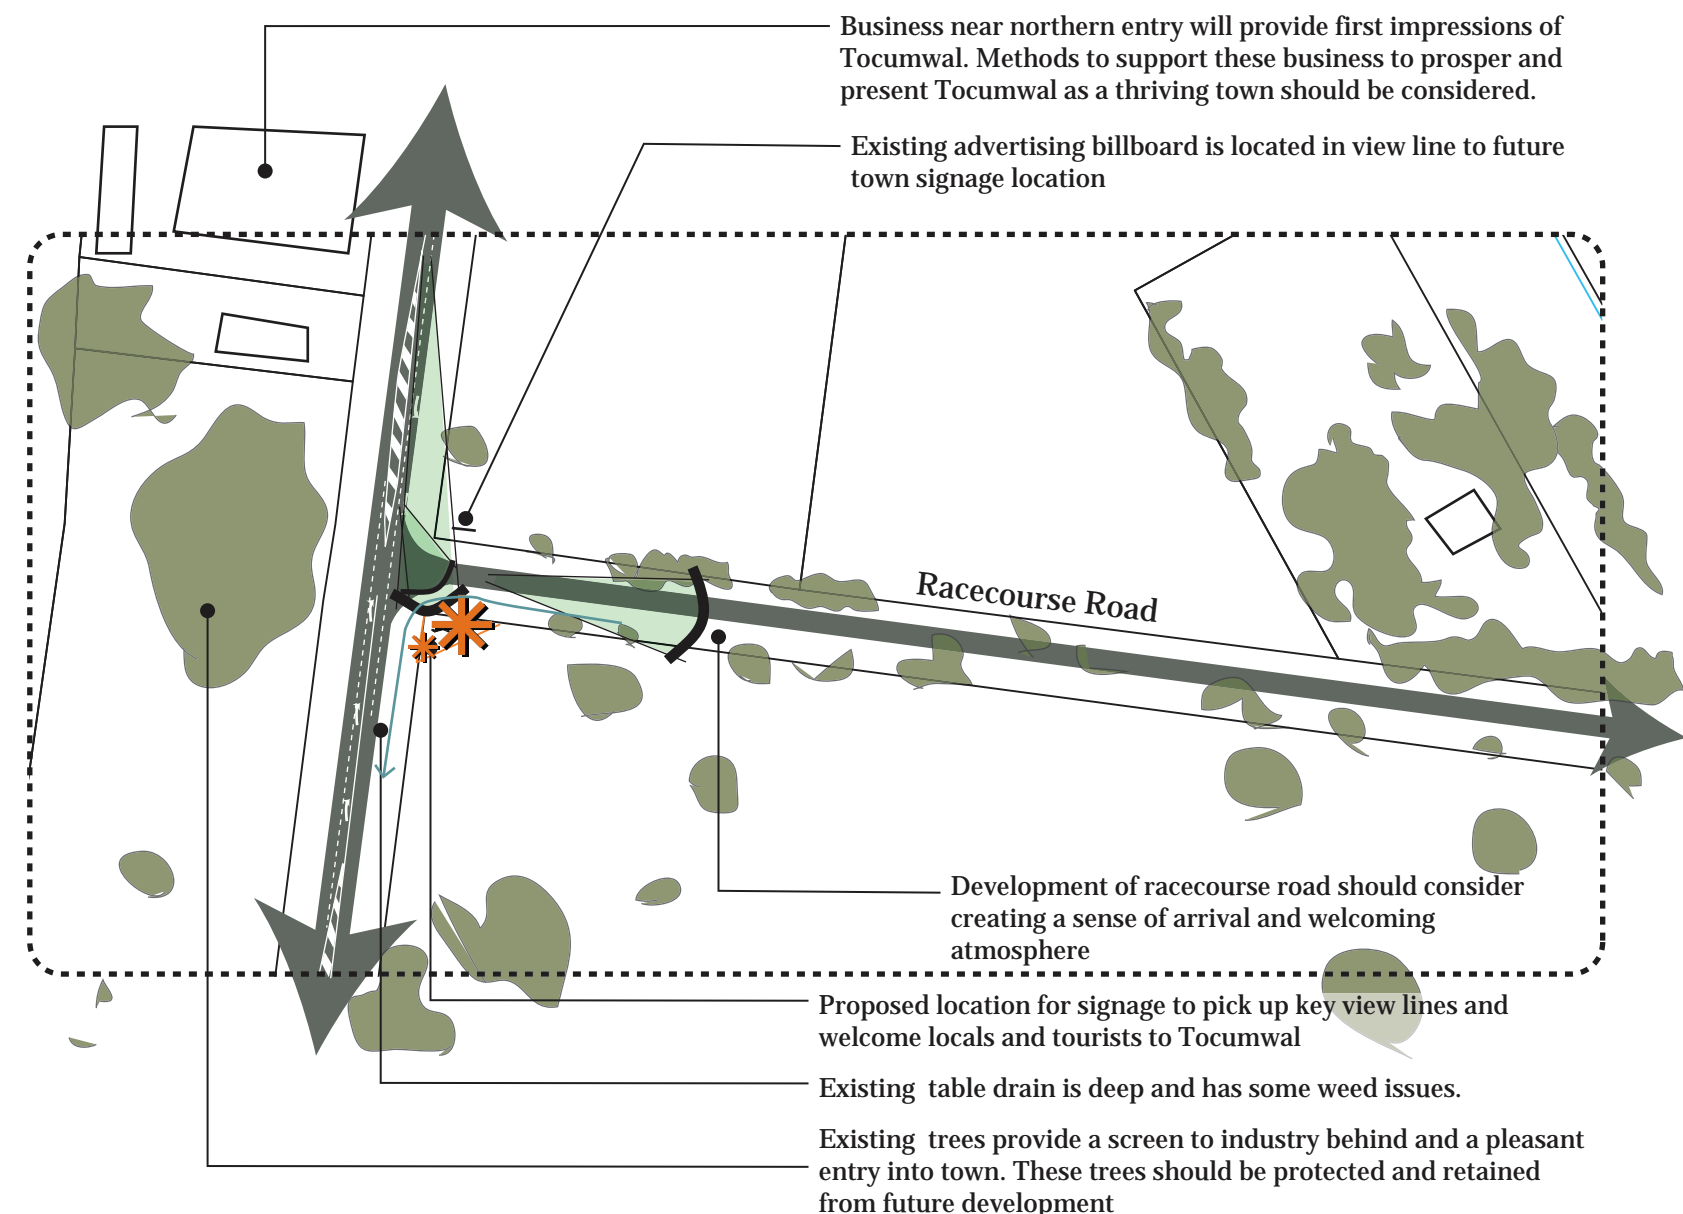 Business near northern entry will provide first impressions of
Tocumwal. Methods to support these business to prosper and
present Tocumwal as a thriving town should be considered.
Existing advertising billboard is located in view line to future
town signage location
Racecourse Road
Development of racecourse road should consider
creating a sense of arrival and welcoming
atmosphere
Proposed location for signage to pick up key view lines and
welcome locals and tourists to Tocumwal
Existing  table drain is deep and has some weed issues.
Existing  trees provide a screen to industry behind and a pleasant
entry into town. These trees should be protected and retained
from future development